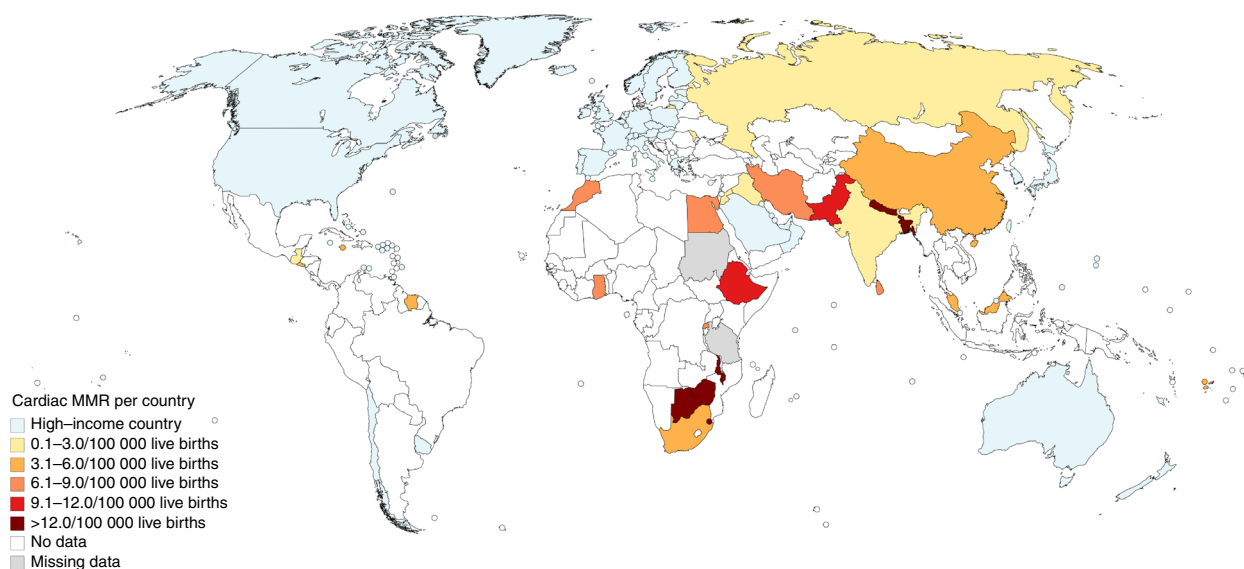 Cardiac MMR per country
High–income country
0.1–3.0/100 000 live births
3.1–6.0/100 000 live births
6.1–9.0/100 000 live births
9.1–12.0/100 000 live births
>12.0/100 000 live births
No data
Missing data